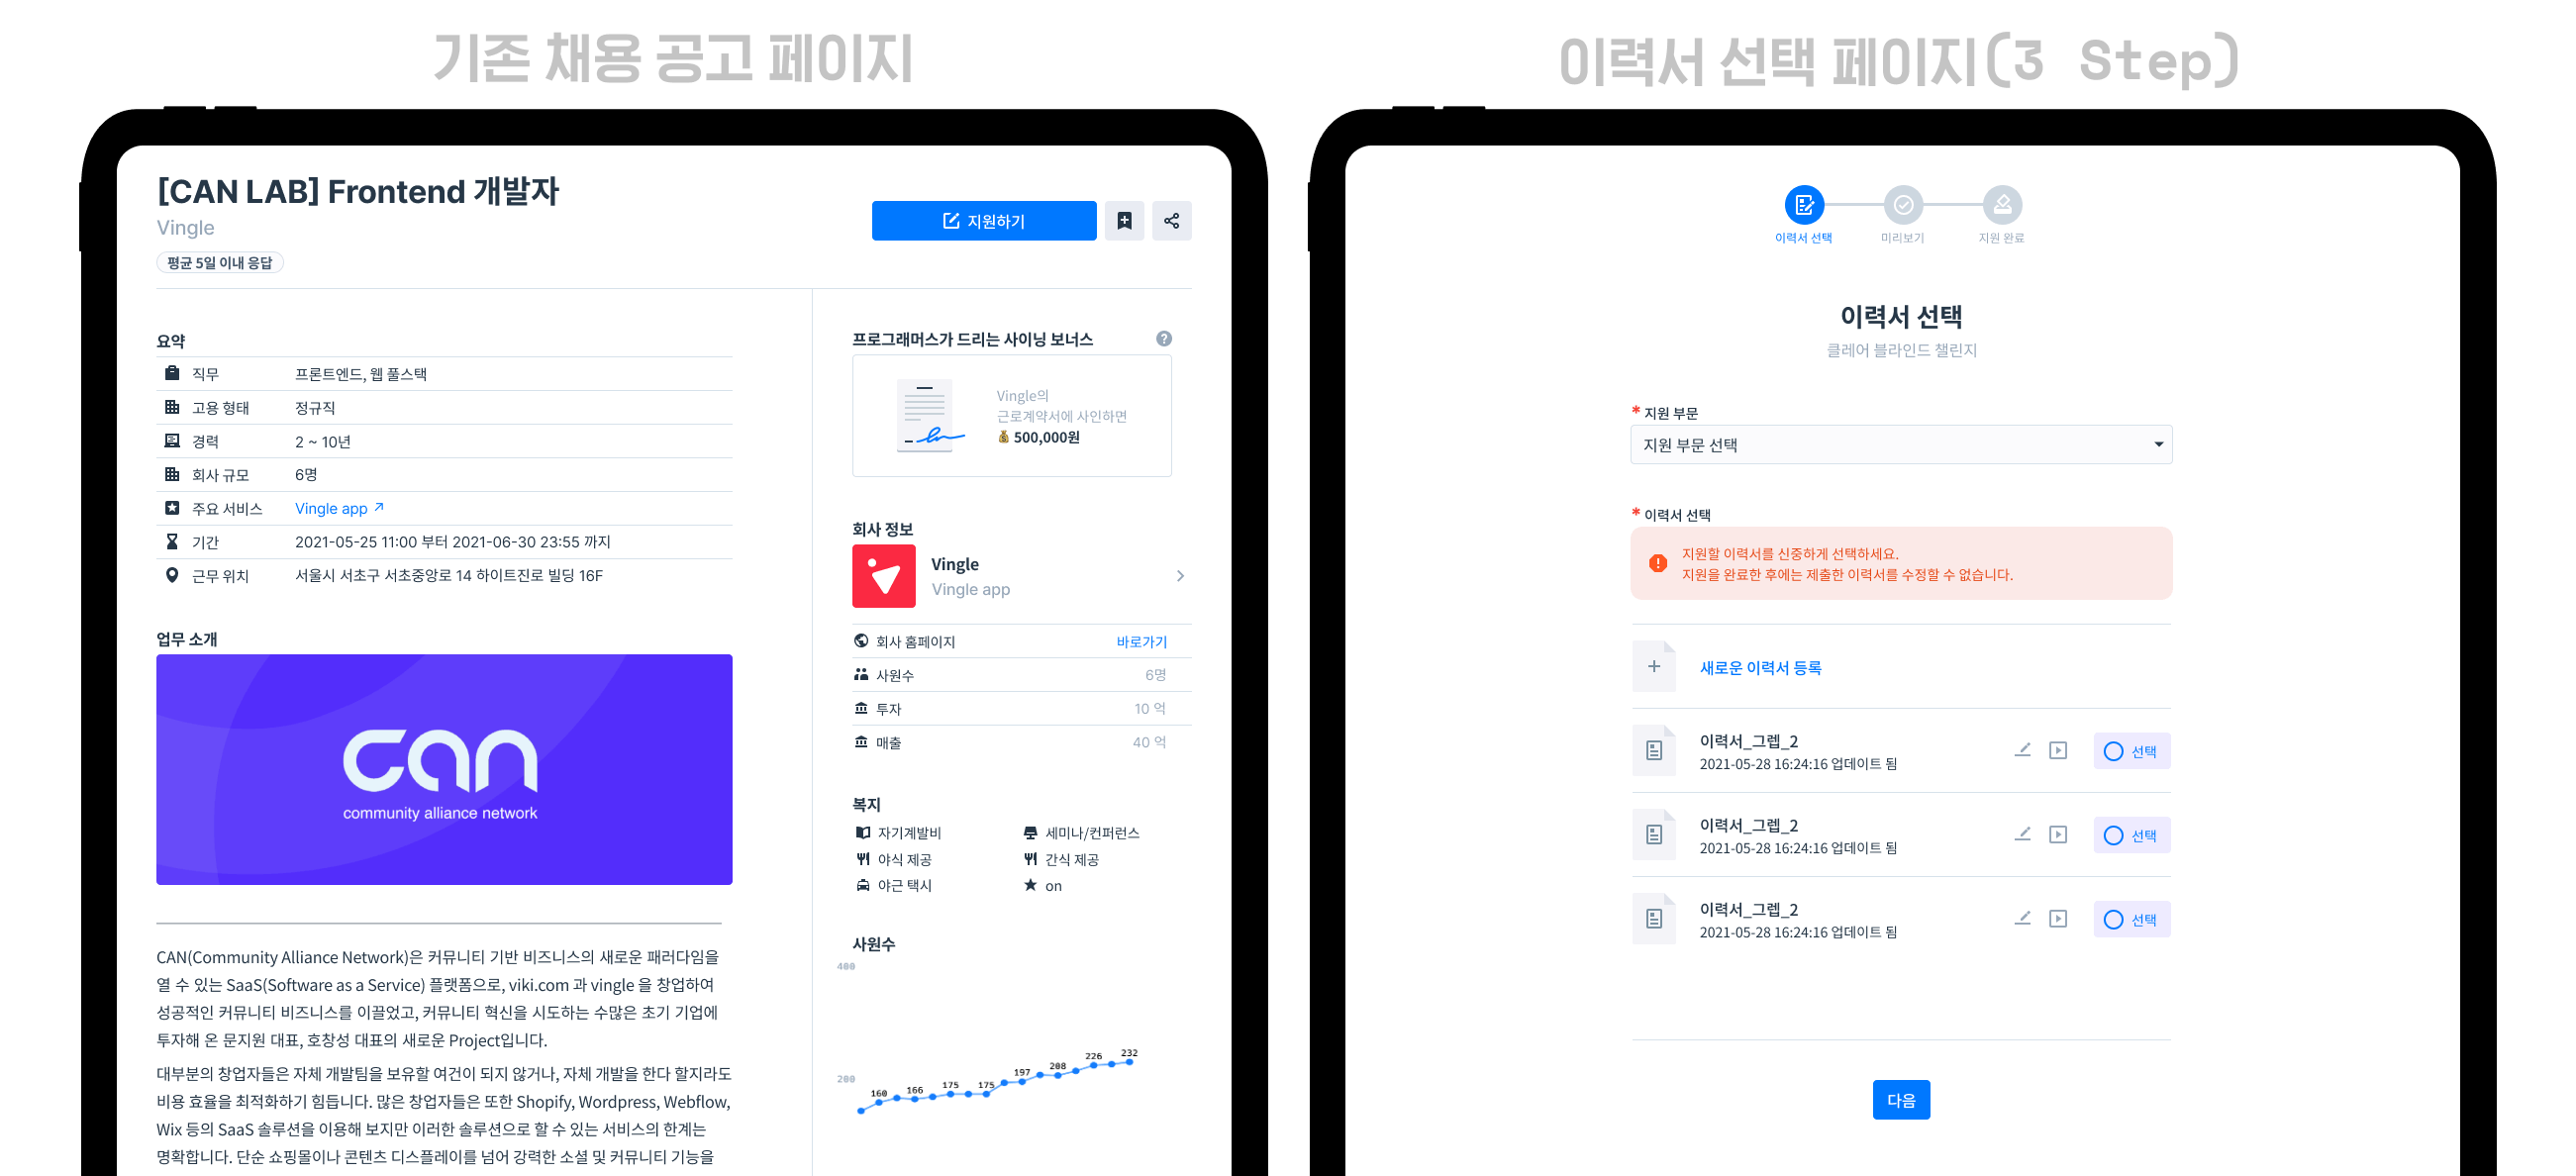 기존 채용 공고 페이지
[CAN LAB] Frontend 개발자
Vingle
평균 5일 이내 응답
지원하기
요약
직무 프론트엔드, 웹 풀스택
고용 형태 정규직
경력 2 ~ 10년
회사 규모 6명
주요 서비스 Vingle app ↗
기간 2021-05-25 11:00 부터 2021-06-30 23:55 까지
근무 위치 서울시 서초구 서초중앙로 14 하이트진로 빌딩 16F
업무 소개
can
community alliance network
CAN(Community Alliance Network)은 커뮤니티 기반 비즈니스의 새로운 패러다임을
열 수 있는 SaaS(Software as a Service) 플랫폼으로, viki.com 과 vingle 을 창업하여
성공적인 커뮤니티 비즈니스를 이끌었고, 커뮤니티 혁신을 시도하는 수많은 초기 기업에
투자해 온 문지원 대표, 호창성 대표의 새로운 Project입니다.
대부분의 창업자들은 자체 개발팀을 보유할 여건이 되지 않거나, 자체 개발을 한다 할지라도
비용 효율을 최적화하기 힘듭니다. 많은 창업자들은 또한 Shopify, Wordpress, Webflow,
Wix 등의 SaaS 솔루션을 이용해 보지만 이러한 솔루션으로 할 수 있는 서비스의 한계는
명확합니다. 단순 쇼핑몰이나 콘텐츠 디스플레이를 넘어 강력한 소셜 및 커뮤니티 기능을
프로그래머스가 드리는 사이닝 보너스 ?
Vingle의
근로계약서에 사인하면
💰 500,000원
회사 정보
Vingle
Vingle app
회사 홈페이지 바로가기
사원수 6명
투자 10 억
매출 40 억
복지
자기계발비 세미나/컨퍼런스
야식 제공 간식 제공
야근 택시 on
사원수
400
200
160 166 175 175 197 208 226 232
이력서 선택 페이지(3 Step)
이력서 선택 미리보기 지원 완료
이력서 선택
클레어 블라인드 챌린지
* 지원 부문
지원 부문 선택
* 이력서 선택
지원할 이력서를 신중하게 선택하세요.
지원을 완료한 후에는 제출한 이력서를 수정할 수 없습니다.
새로운 이력서 등록
이력서_그렙_2
2021-05-28 16:24:16 업데이트 됨
선택
이력서_그렙_2
2021-05-28 16:24:16 업데이트 됨
선택
이력서_그렙_2
2021-05-28 16:24:16 업데이트 됨
선택
다음